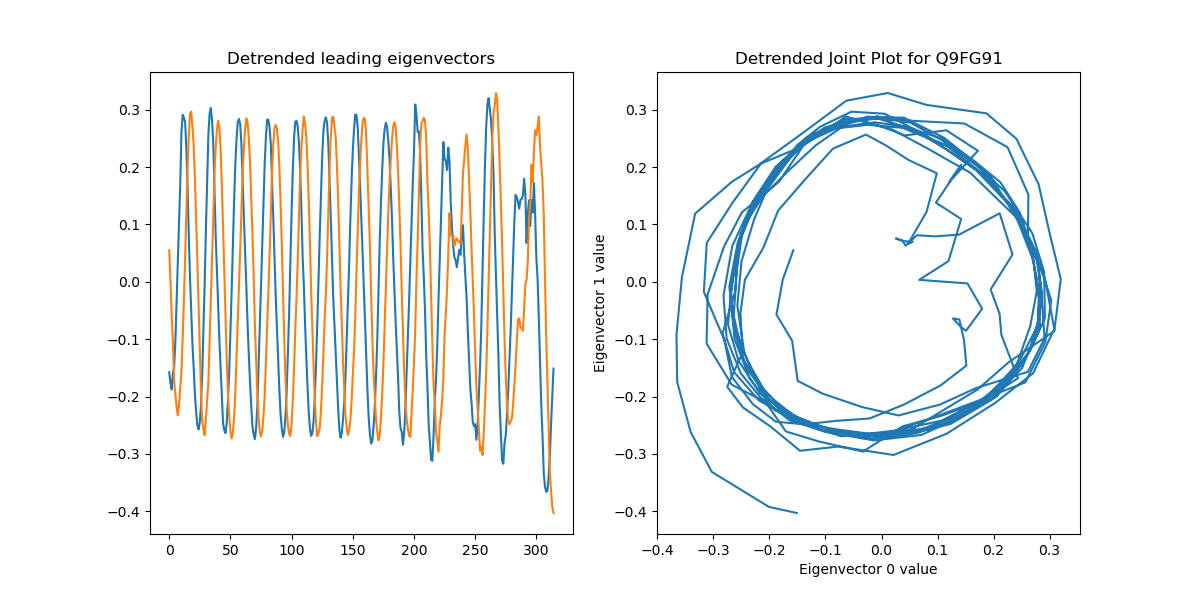 Detrended leading eigenvectors
0.3
0.2
0.1
0.0
−0.1
−0.2
−0.3
−0.4
0 50 100 150 200 250 300
Detrended Joint Plot for Q9FG91
Eigenvector 1 value
0.3
0.2
0.1
0.0
−0.1
−0.2
−0.3
−0.4
−0.4 −0.3 −0.2 −0.1 0.0 0.1 0.2 0.3
Eigenvector 0 value